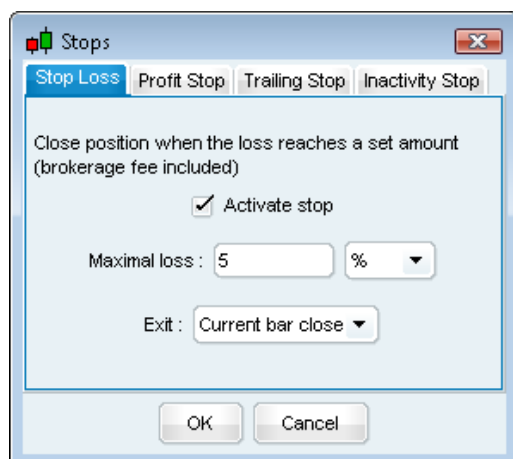 Stops
Stop Loss Profit Stop Trailing Stop Inactivity Stop
Close position when the loss reaches a set amount
(brokerage fee included)
Activate stop
Maximal loss : 5 %
Exit : Current bar close
OK Cancel